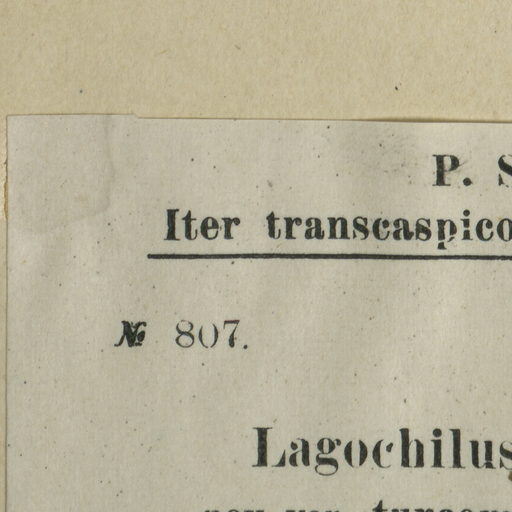 P. S
Iter transcaspico
№ 807.
Lagochilus